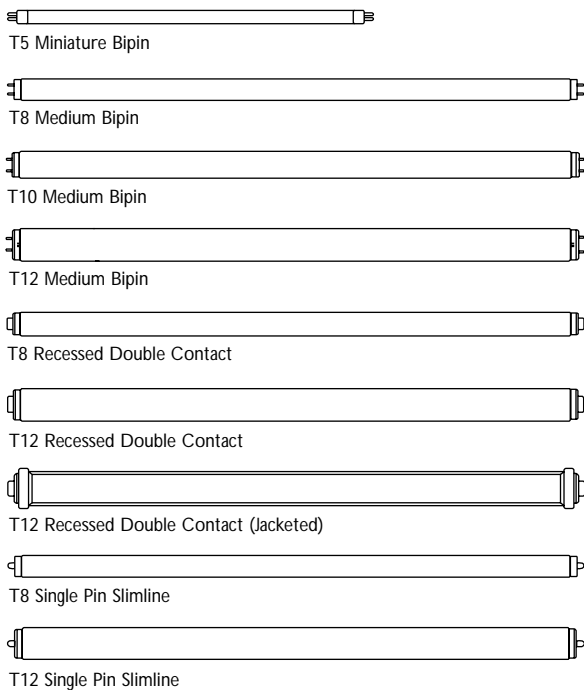 T5 Miniature Bipin
T8 Medium Bipin
T10 Medium Bipin
T12 Medium Bipin
T8 Recessed Double Contact
T12 Recessed Double Contact
T12 Recessed Double Contact (Jacketed)
T8 Single Pin Slimline
T12 Single Pin Slimline